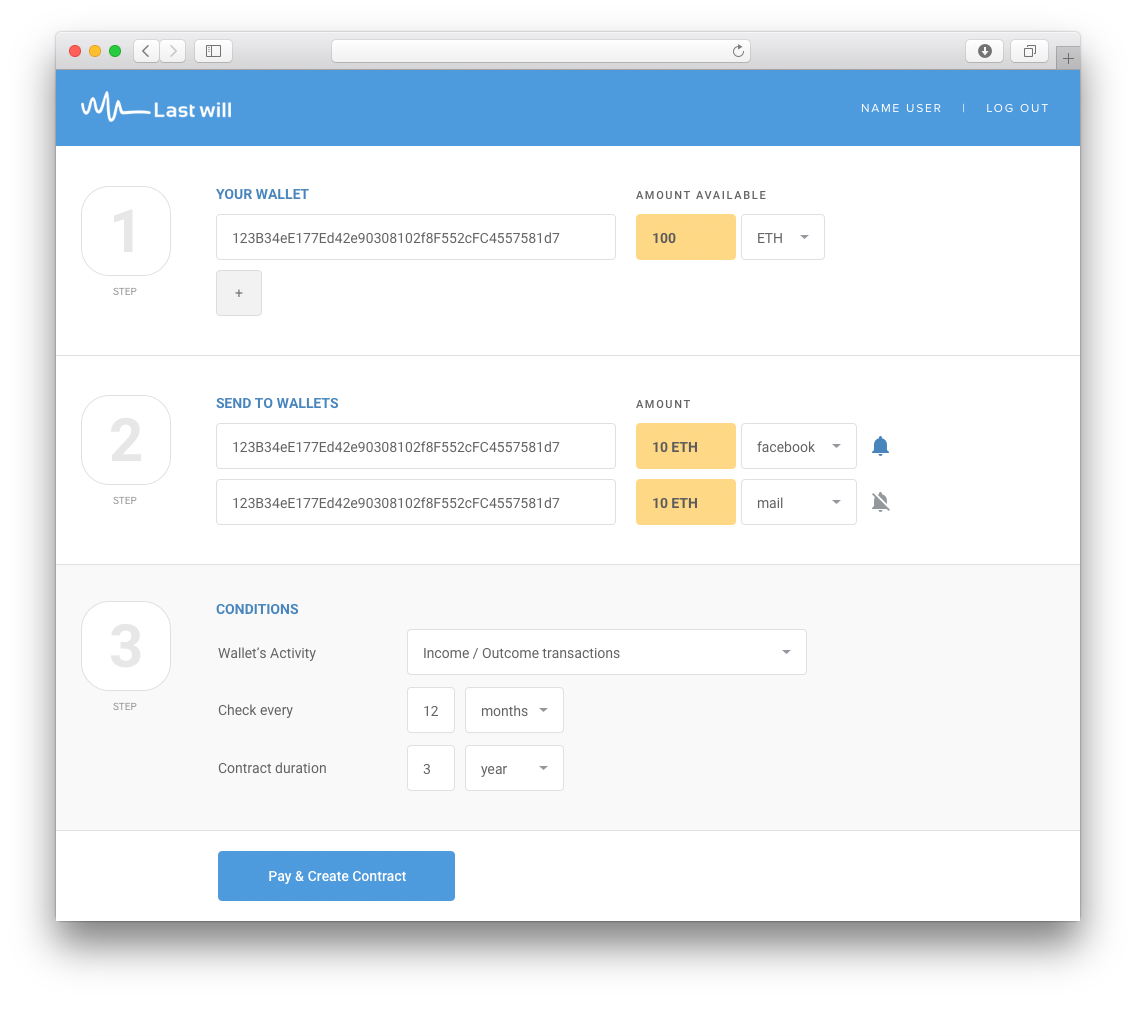 Last will
NAME USER | LOG OUT
1
STEP
YOUR WALLET
AMOUNT AVAILABLE
123B34eE177Ed42e90308102f8F552cFC4557581d7
100
ETH
+
2
STEP
SEND TO WALLETS
AMOUNT
123B34eE177Ed42e90308102f8F552cFC4557581d7
10 ETH
facebook
123B34eE177Ed42e90308102f8F552cFC4557581d7
10 ETH
mail
3
STEP
CONDITIONS
Wallet's Activity
Income / Outcome transactions
Check every
12
months
Contract duration
3
year
Pay & Create Contract